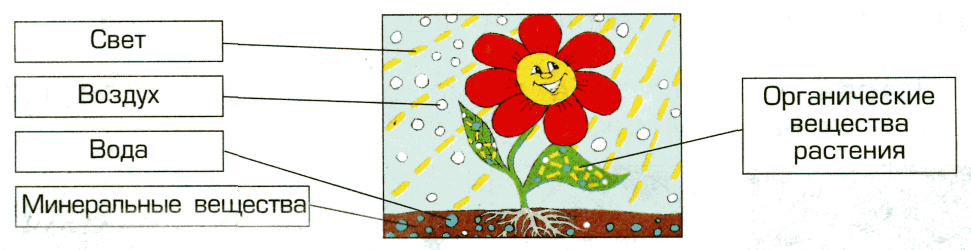 Свет
Воздух
Вода
Минеральные вещества
Органические
вещества
растения